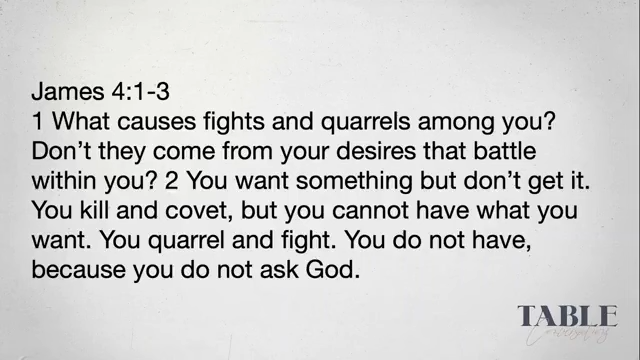 James 4:1-3
1 What causes fights and quarrels among you?
Don’t they come from your desires that battle
within you? 2 You want something but don’t get it.
You kill and covet, but you cannot have what you
want. You quarrel and fight. You do not have,
because you do not ask God.
TABLE